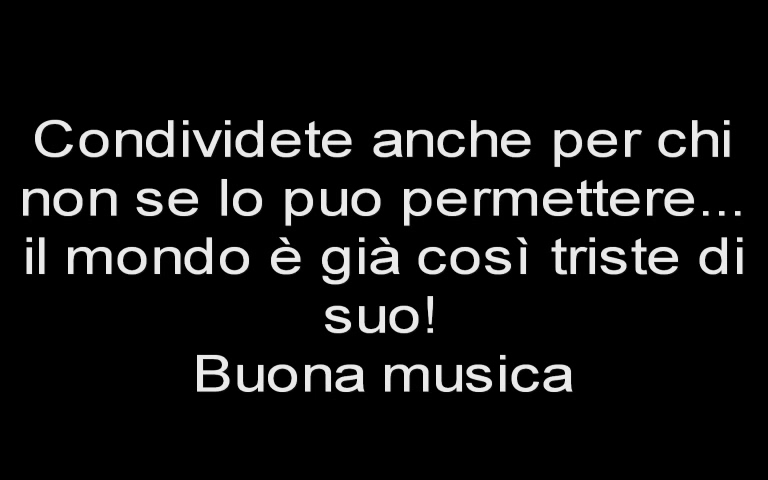 Condividete anche per chi
non se lo puo permettere...
il mondo è già così triste di
suo!
Buona musica